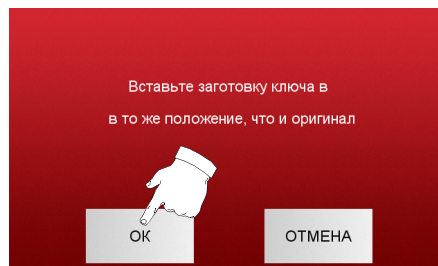 Вставьте заготовку ключа в
в то же положение, что и оригинал
ОК
ОТМЕНА